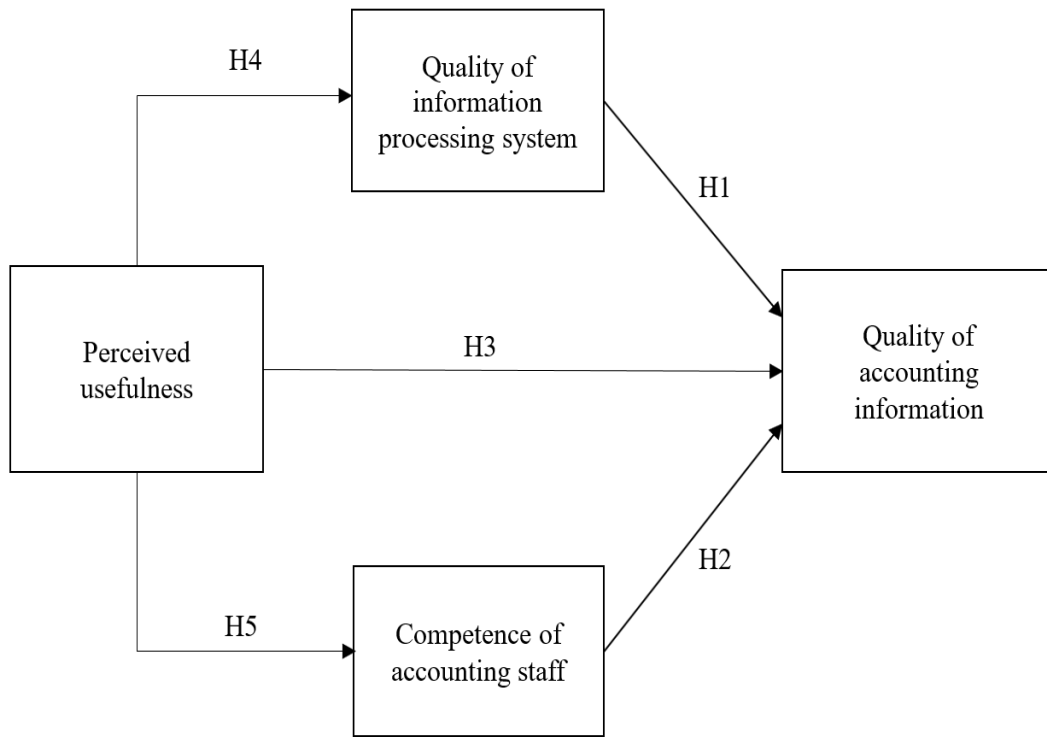 H4
Quality of
information
processing system
H1
Perceived
usefulness
H3
Quality of
accounting
information
H2
H5
Competence of
accounting staff